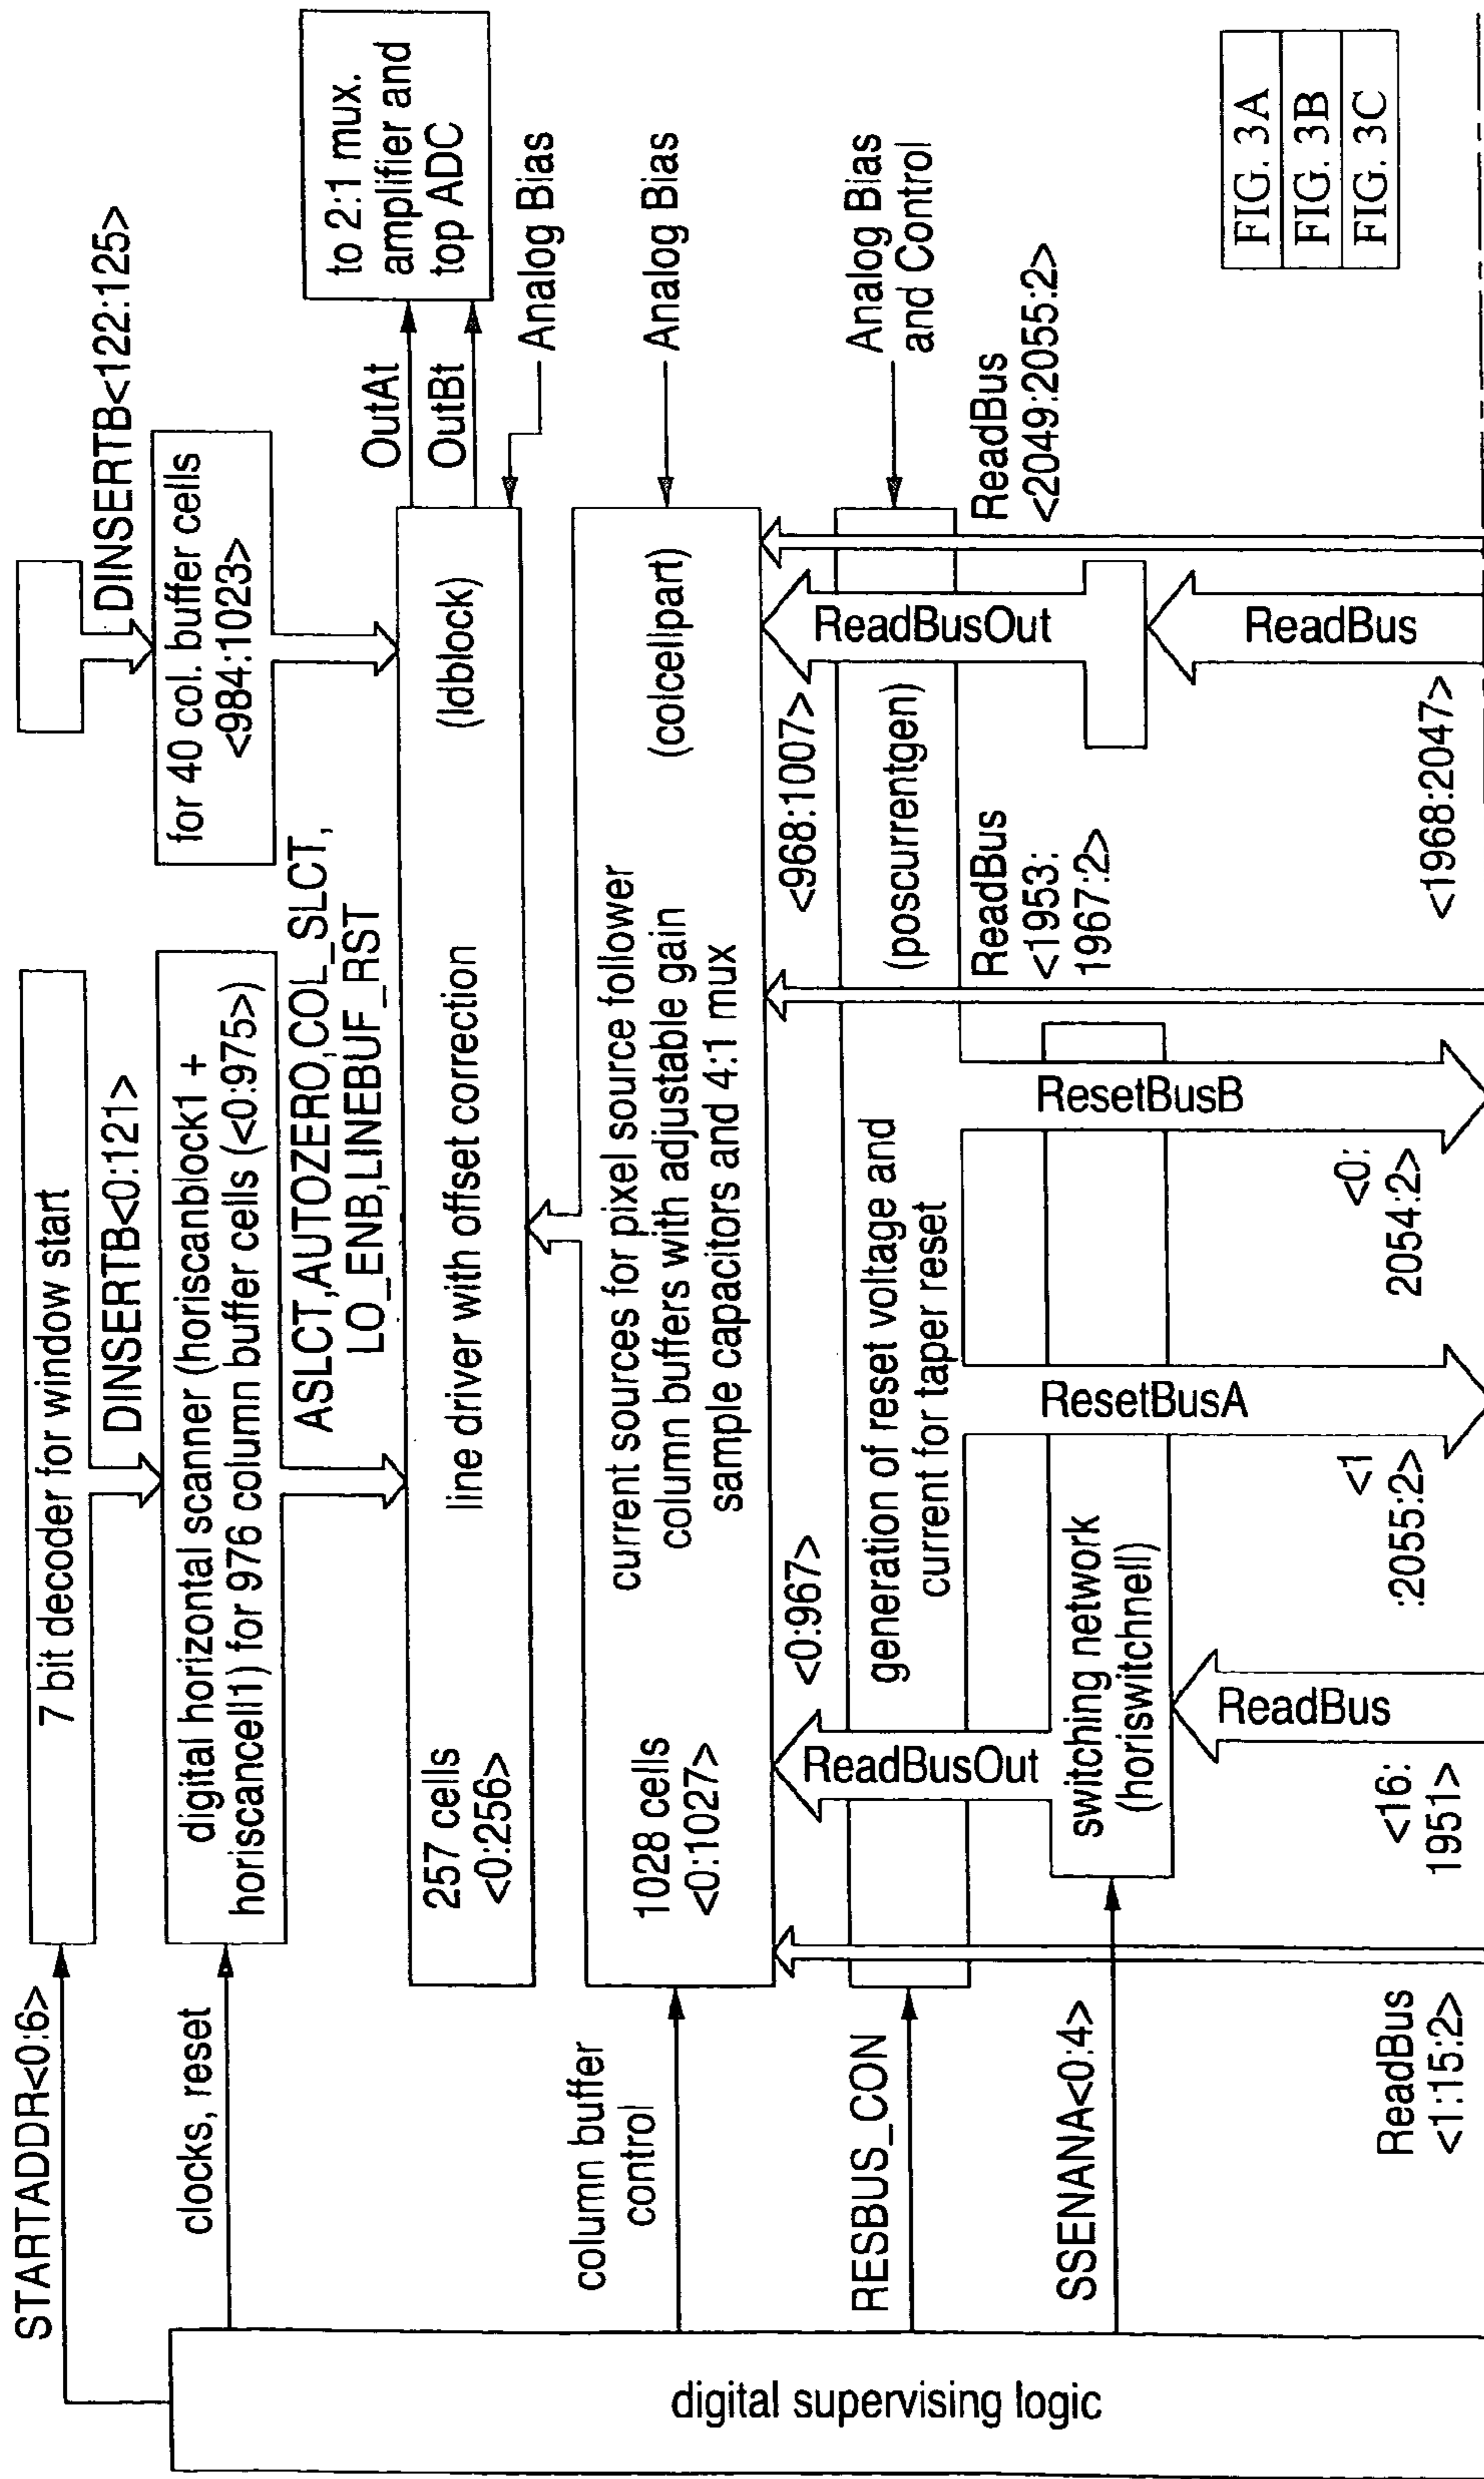 STARTADDR<0:6>
7 bit decoder for window start
DINSERTB<0:121>
DINSERTB<122:125>
clocks, reset
digital horizontal scanner (horiscanblock1 +
horiscancell1) for 976 column buffer cells (<0:975>)
for 40 col. buffer cells
<984:1023>
ASLCT,AUTOZERO,COL_SLCT,
LO_ENB,LINEBUF_RST
OutAt
OutBt
to 2:1 mux.
amplifier and
top ADC
257 cells
<0:256>
line driver with offset correction
(ldblock)
Analog Bias
column buffer
control
1028 cells
<0:1027>
current sources for pixel source follower
column buffers with adjustable gain
sample capacitors and 4:1 mux
(colcellpart)
Analog Bias
<0:967>
<968:1007>
RESBUS_CON
generation of reset voltage and
current for taper reset
(poscurrentgen)
Analog Bias
and Control
ReadBusOut
ReadBusOut
SSENANA<0:4>
switching network
(horiswitchnell)
ResetBusA
ResetBusB
ReadBus
<1953:
1967:2>
ReadBus
<2049:2055:2>
ReadBus
ReadBus
ReadBus
<1:15:2>
<16:
1951>
<1
:2055:2>
<0:
2054:2>
<1968:2047>
digital supervising logic
FIG. 3A
FIG. 3B
FIG. 3C